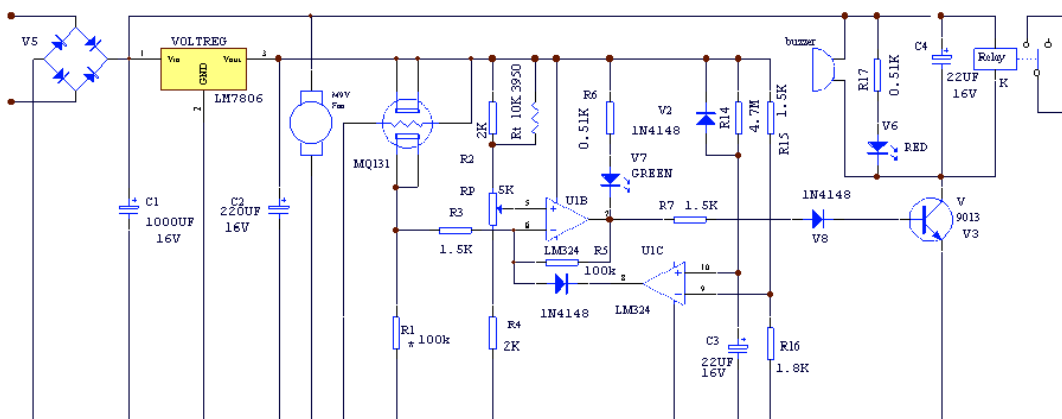 V5
VOLTREG
1
Vin
Vout
3
GND
LM7806
2
C1
1000UF
16V
C2
220UF
16V
M9V
MQ131
R3
1.5K
R1
* 100k
2K
R2
Rt 10K 3950
RP
5K
5
6
U1B
7
LM324
R4
2K
R5
100k
1N4148
R6
0.51K
V7
GREEN
R7 1.5K
V2
1N4148
R14
4.7M
1.5K
R15
U1C
8
10
9
LM324
C3
22UF
16V
R16
1.8K
buzzer
R17
0.51K
V6
RED
1N4148
V8
C4
22UF
16V
Relay
K
V
9013
V3